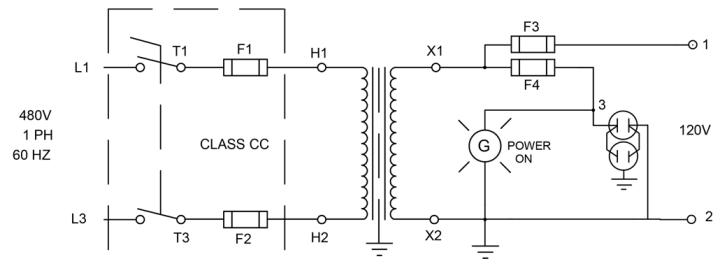 F3
1
T1
F1
H1
X1
L1
F4
3
480V
1 PH
60 HZ
CLASS CC
G
POWER
ON
120V
L3
T3
F2
H2
X2
2